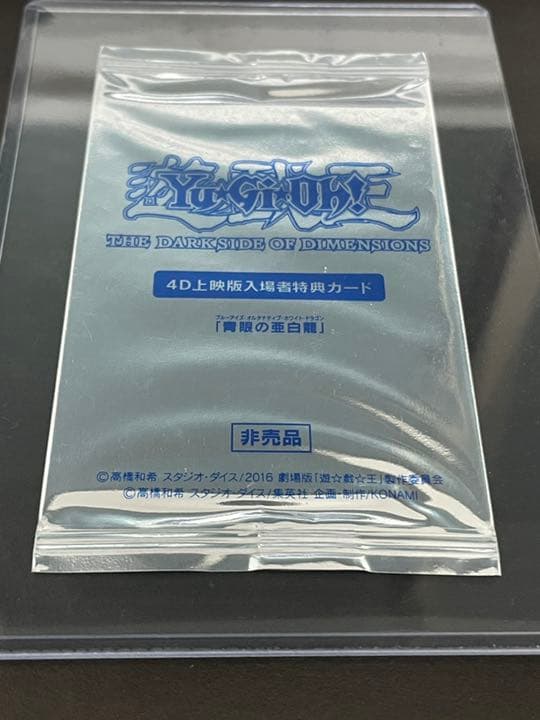 遊戯王
Yu-Gi-Oh!
THE DARKSIDE OF DIMENSIONS
4D上映版入場者特典カード
ブルーアイズ・オルタナティブ・ホワイト・ドラゴン
「青眼の亜白龍」
非売品
©高橋和希 スタジオ・ダイス/2016 劇場版「遊☆戯☆王」製作委員会
©高橋和希 スタジオ・ダイス/集英社 企画・制作/KONAMI